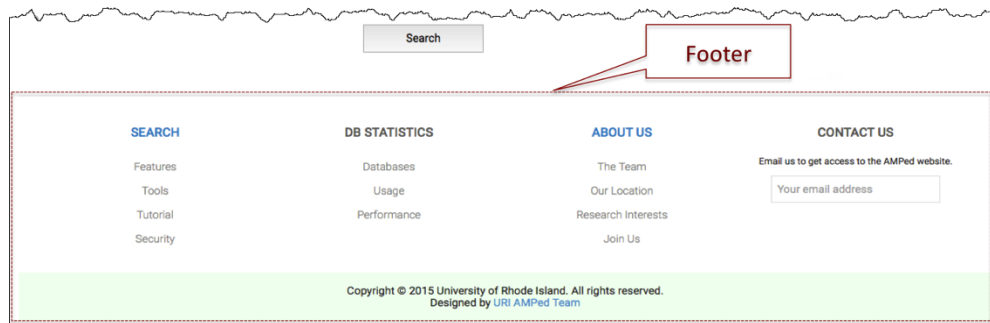 Search
Footer
SEARCH
Features
Tools
Tutorial
Security
DB STATISTICS
Databases
Usage
Performance
ABOUT US
The Team
Our Location
Research Interests
Join Us
CONTACT US
Email us to get access to the AMPed website.
Your email address
Copyright © 2015 University of Rhode Island. All rights reserved.
Designed by URI AMPed Team